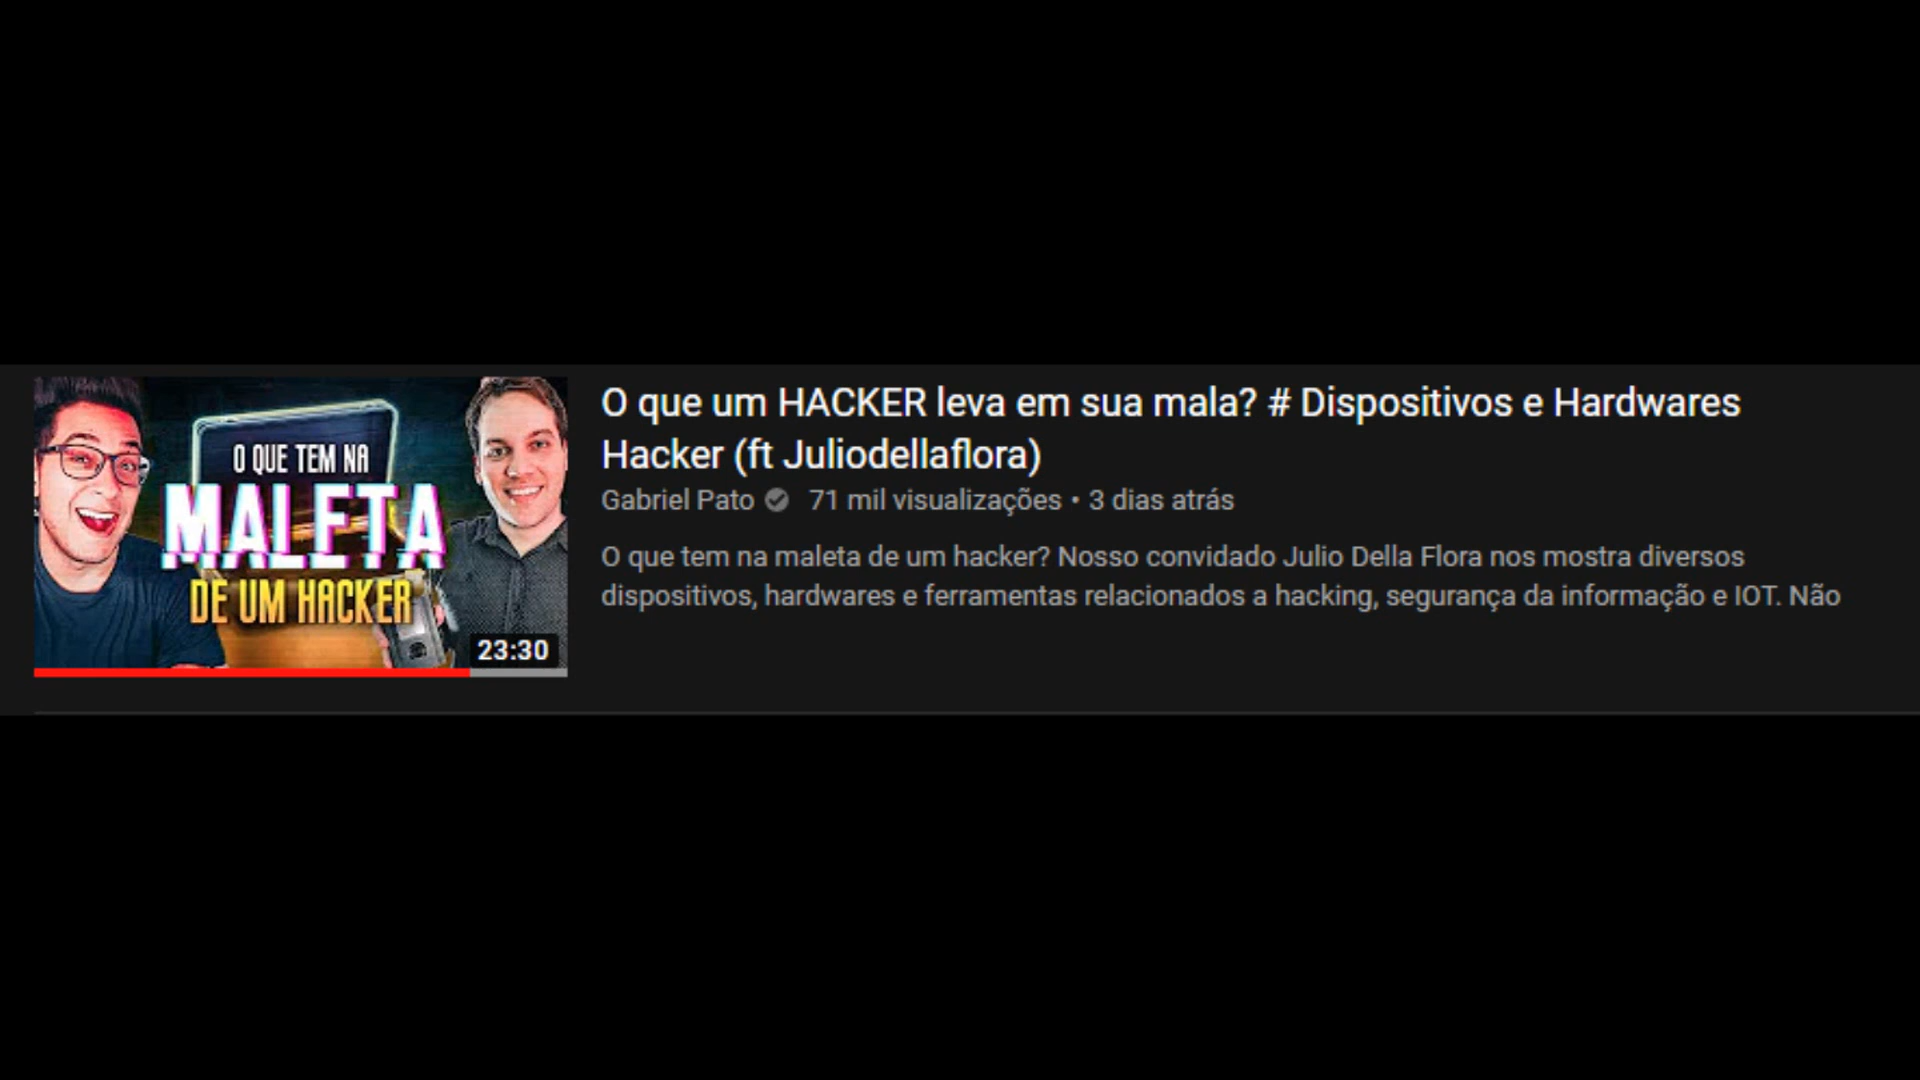 O QUE TEM NA
MALETA
DE UM HACKER
23:30
O que um HACKER leva em sua mala? # Dispositivos e Hardwares
Hacker (ft Juliodellaflora)
Gabriel Pato 71 mil visualizações • 3 dias atrás
O que tem na maleta de um hacker? Nosso convidado Julio Della Flora nos mostra diversos
dispositivos, hardwares e ferramentas relacionados a hacking, segurança da informação e IOT. Não